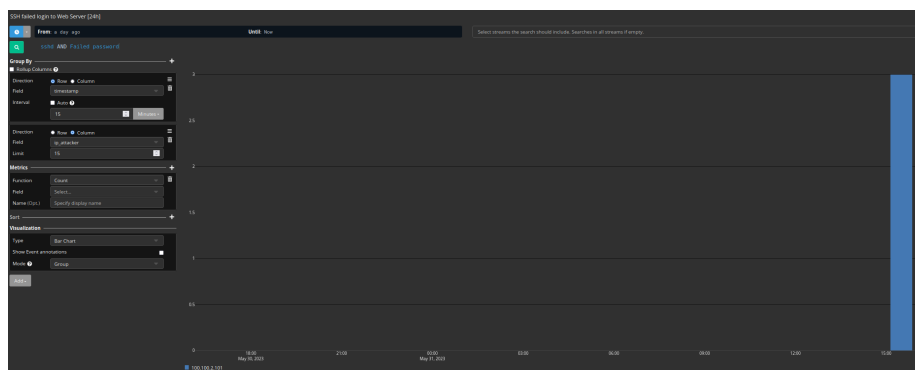 SSH failed login to Web Server [24h]
From: a day ago
Until: Now
Select streams the search should include. Searches in all streams if empty.
sshd AND Failed password
Group By
Rollup Columns
Direction Row Column
Field timestamp
Interval Auto
15 Minutes
Direction Row Column
Field ip_attacker
Limit 15
Metrics
Function Count
Field Select...
Name (Opt.) Specify display name
Sort
Visualization
Type Bar Chart
Show Event annotations
Mode Group
Add
3
2.5
2
1.5
1
0.5
0
18:00 21:00 00:00 03:00 06:00 09:00 12:00 15:00
May 30, 2023 May 31, 2023
100.100.2.101